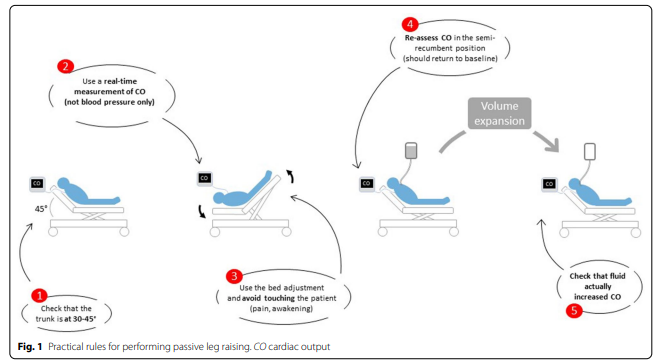 4
Re-assess CO in the semi-
recumbent position
(should return to baseline)
2
Use a real-time
measurement of CO
(not blood pressure only)
Volume
expansion
CO
CO
CO
CO
45°
3
Use the bed adjustment
and avoid touching the patient
(pain, awakening)
1
Check that the
trunk is at 30-45°
Check that fluid
actually
increased CO
5
Fig. 1 Practical rules for performing passive leg raising. CO cardiac output